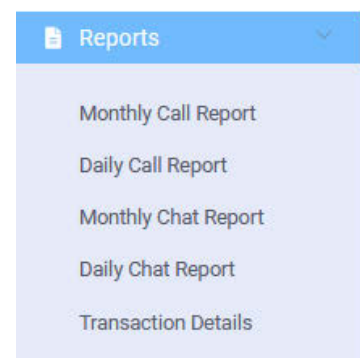 Reports
Monthly Call Report
Daily Call Report
Monthly Chat Report
Daily Chat Report
Transaction Details